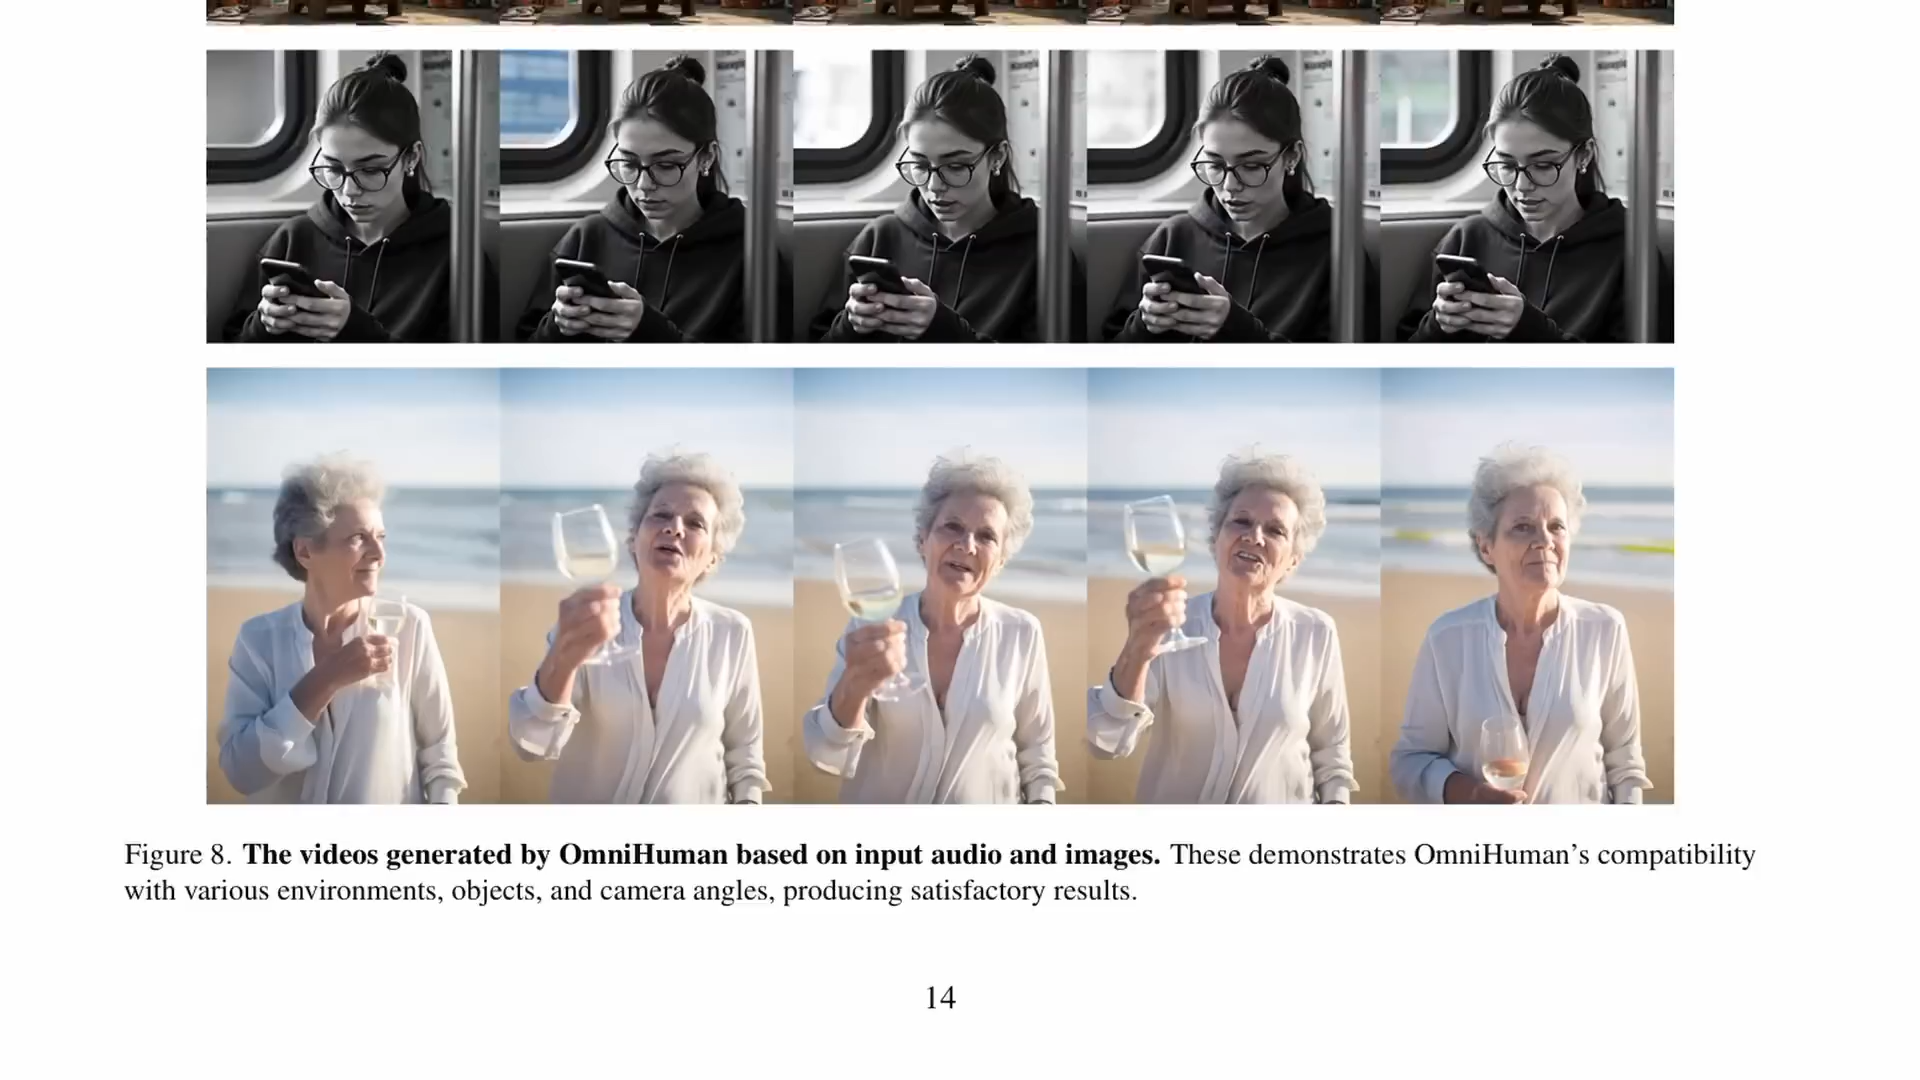 Figure 8. The videos generated by OmniHuman based on input audio and images. These demonstrates OmniHuman's compatibility
with various environments, objects, and camera angles, producing satisfactory results.
14